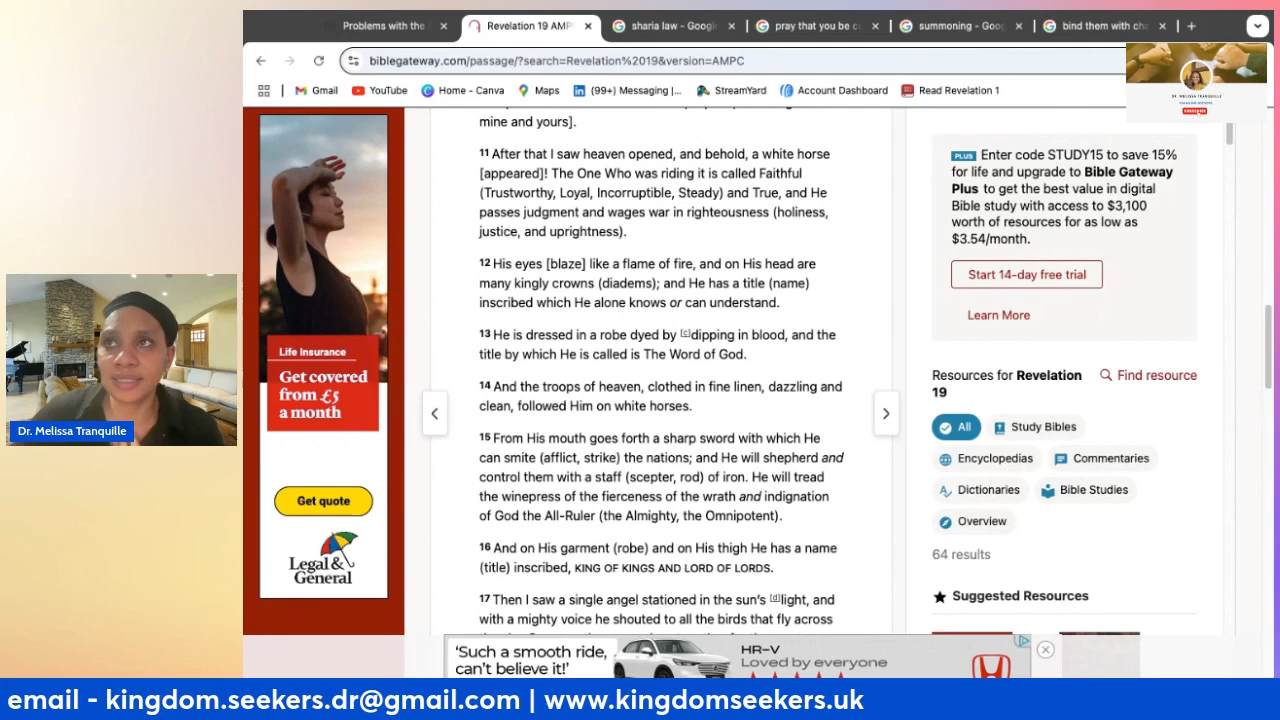 Problems with the
Revelation 19 AMP
sharia law - Google
pray that you be c
summoning - Goo
bind them with ch
biblegateway.com/passage/?search=Revelation%2019&version=AMPC
Gmail
YouTube
Home - Canva
Maps
(99+) Messaging |...
StreamYard
Account Dashboard
Read Revelation 1
DR. MELISSA TRANQUILLE
SUBSCRIBE
mine and yours].
11 After that I saw heaven opened, and behold, a white horse
[appeared]! The One Who was riding it is called Faithful
(Trustworthy, Loyal, Incorruptible, Steady) and True, and He
passes judgment and wages war in righteousness (holiness,
justice, and uprightness).
12 His eyes [blaze] like a flame of fire, and on His head are
many kingly crowns (diadems); and He has a title (name)
inscribed which He alone knows or can understand.
13 He is dressed in a robe dyed by [c]dipping in blood, and the
title by which He is called is The Word of God.
14 And the troops of heaven, clothed in fine linen, dazzling and
clean, followed Him on white horses.
15 From His mouth goes forth a sharp sword with which He
can smite (afflict, strike) the nations; and He will shepherd and
control them with a staff (scepter, rod) of iron. He will tread
the winepress of the fierceness of the wrath and indignation
of God the All-Ruler (the Almighty, the Omnipotent).
16 And on His garment (robe) and on His thigh He has a name
(title) inscribed, KING OF KINGS AND LORD OF LORDS.
17 Then I saw a single angel stationed in the sun's [d]light, and
with a mighty voice he shouted to all the birds that fly across
PLUS Enter code STUDY15 to save 15%
for life and upgrade to Bible Gateway
Plus to get the best value in digital
Bible study with access to $3,100
worth of resources for as low as
$3.54/month.
Start 14-day free trial
Learn More
Resources for Revelation
19
Find resource
All
Study Bibles
Encyclopedias
Commentaries
Dictionaries
Bible Studies
Overview
64 results
Suggested Resources
Life Insurance
Get covered
from £5
a month
Get quote
Legal &
General
Dr. Melissa Tranquille
'Such a smooth ride,
can't believe it!'
HR-V
Loved by everyone
email - kingdom.seekers.dr@gmail.com | www.kingdomseekers.uk